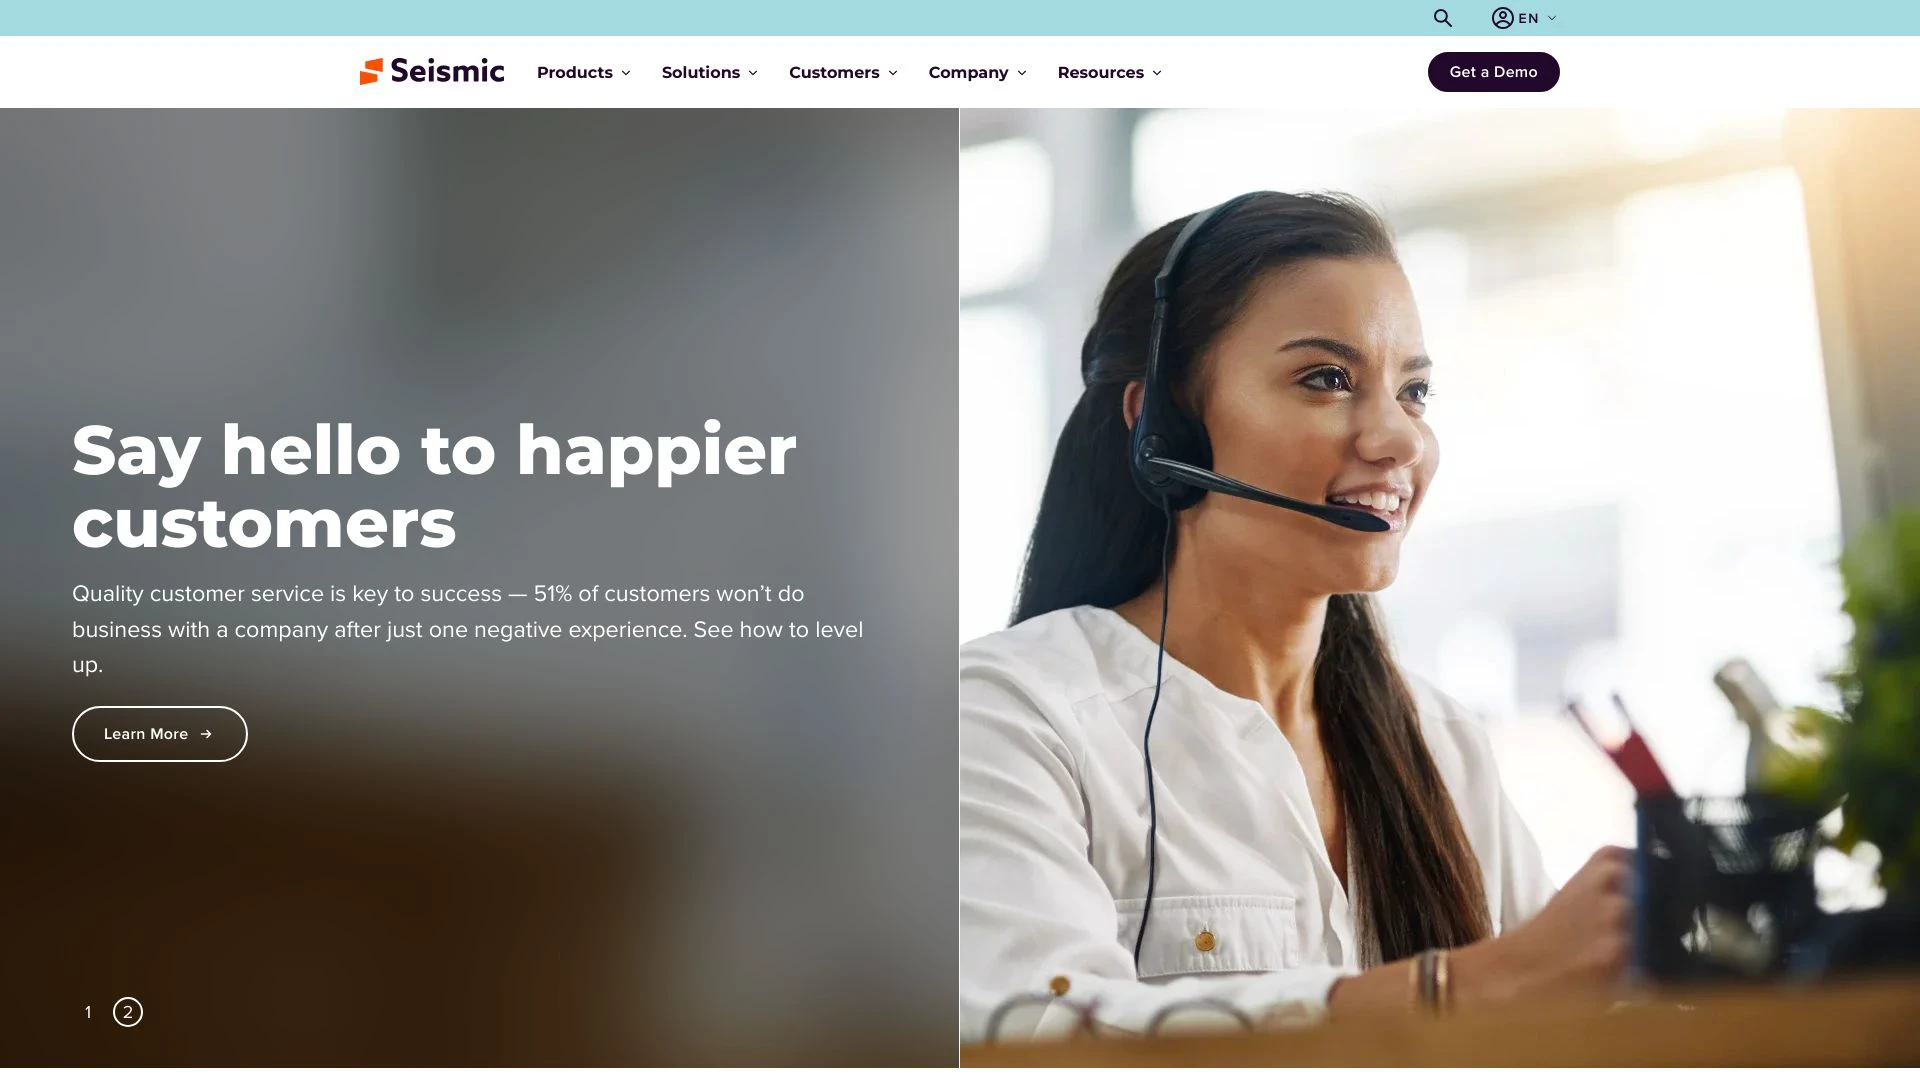 EN
Seismic
Products
Solutions
Customers
Company
Resources
Get a Demo
Say hello to happier
customers
Quality customer service is key to success — 51% of customers won’t do
business with a company after just one negative experience. See how to level
up.
Learn More →
1
2